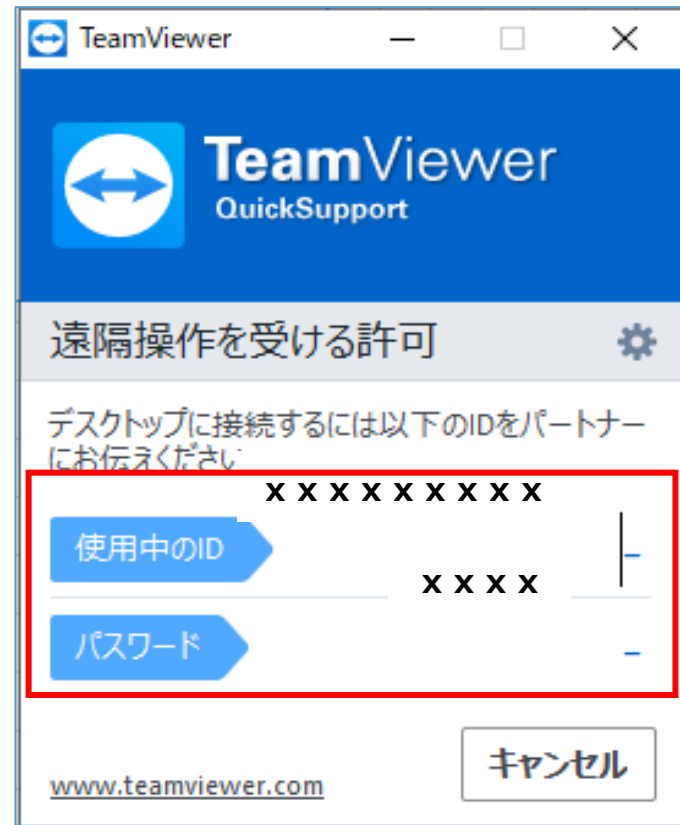 TeamViewer
TeamViewer
QuickSupport
遠隔操作を受ける許可
デスクトップに接続するには以下のIDをパートナー
にお伝えください
x x x x x x x x x
使用中のID –
x x x x
パスワード –
キャンセル
www.teamviewer.com